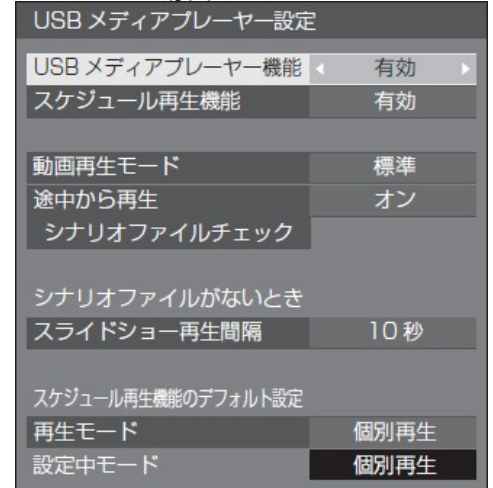 USB メディアプレーヤー設定
USB メディアプレーヤー機能 有効
スケジュール再生機能 有効
動画再生モード 標準
途中から再生 オン
シナリオファイルチェック
シナリオファイルがないとき
スライドショー再生間隔 10 秒
スケジュール再生機能のデフォルト設定
再生モード 個別再生
設定中モード 個別再生